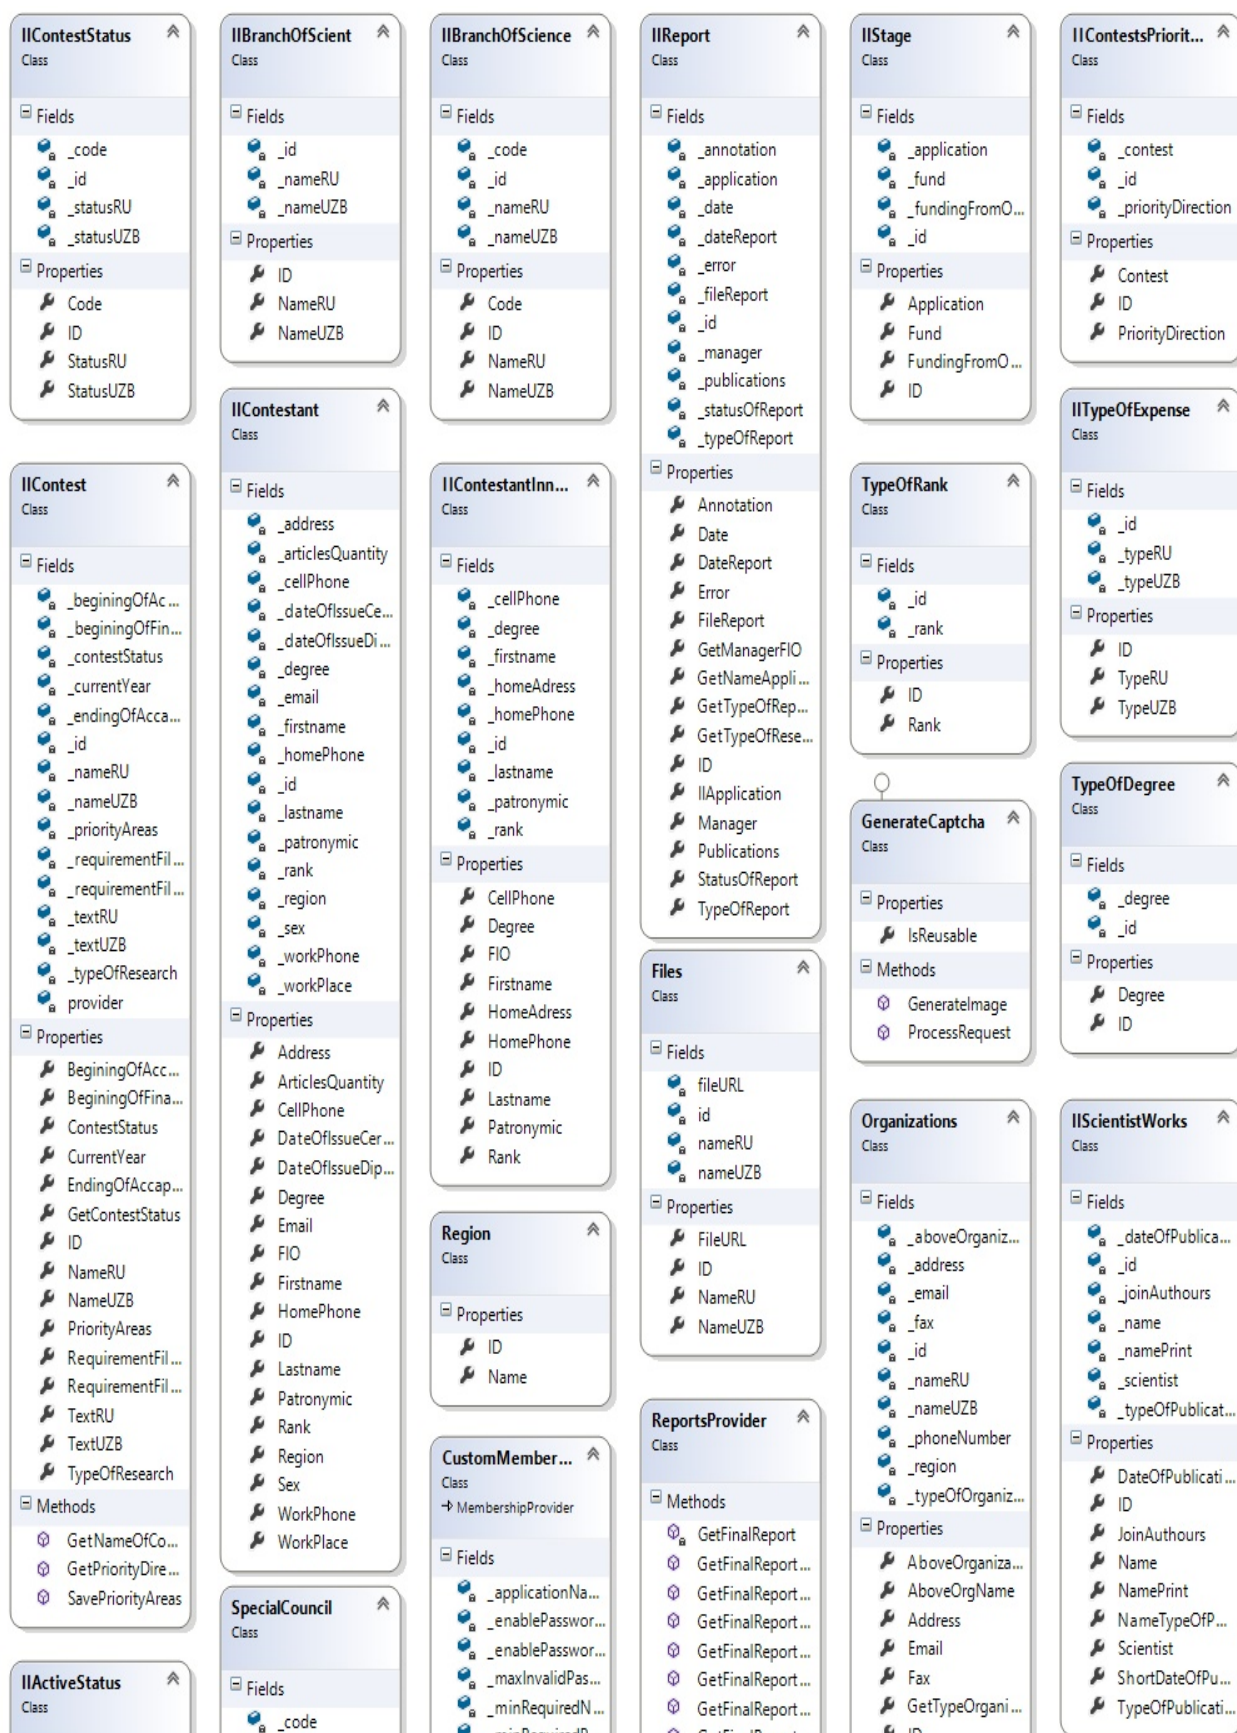 IIContestStatus
Class
Fields
_code
_id
_statusRU
_statusUZB
Properties
Code
ID
StatusRU
StatusUZB
IIContest
Class
Fields
_beginingOfAc...
_beginingOfFin...
_contestStatus
_currentYear
_endingOfAcca...
_id
_nameRU
_nameUZB
_priorityAreas
_requirementFil...
_requirementFil...
_textRU
_textUZB
_typeOfResearch
provider
Properties
BeginingOfAcc...
BeginingOfFina...
ContestStatus
CurrentYear
EndingOfAccap...
GetContestStatus
ID
NameRU
NameUZB
PriorityAreas
RequirementFil...
RequirementFil...
TextRU
TextUZB
TypeOfResearch
Methods
GetNameOfCo...
GetPriorityDire...
SavePriorityAreas
IIActiveStatus
Class
IIBranchOfScient
Class
Fields
_id
_nameRU
_nameUZB
Properties
ID
NameRU
NameUZB
IIContestant
Class
Fields
_address
_articlesQuantity
_cellPhone
_dateOfIssueCe...
_dateOfIssueDi...
_degree
_email
_firstname
_homePhone
_id
_lastname
_patronymic
_rank
_region
_sex
_workPhone
_workPlace
Properties
Address
ArticlesQuantity
CellPhone
DateOfIssueCer...
DateOfIssueDip...
Degree
Email
FIO
Firstname
HomePhone
ID
Lastname
Patronymic
Rank
Region
Sex
WorkPhone
WorkPlace
SpecialCouncil
Class
Fields
_code
IIBranchOfScience
Class
Fields
_code
_id
_nameRU
_nameUZB
Properties
Code
ID
NameRU
NameUZB
IIContestantInn...
Class
Fields
_cellPhone
_degree
_firstname
_homeAdress
_homePhone
_id
_lastname
_patronymic
_rank
Properties
CellPhone
Degree
FIO
Firstname
HomeAdress
HomePhone
ID
Lastname
Patronymic
Rank
Region
Class
Properties
ID
Name
CustomMember...
Class
MembershipProvider
Fields
_applicationNa...
_enablePasswor...
_enablePasswor...
_maxInvalidPas...
_minRequiredN...
IIReport
Class
Fields
_annotation
_application
_date
_dateReport
_error
_fileReport
_id
_manager
_publications
_statusOfReport
_typeOfReport
Properties
Annotation
Date
DateReport
Error
FileReport
GetManagerFIO
GetNameAppli...
GetTypeOfRep...
GetTypeOfRese...
ID
IIApplication
Manager
Publications
StatusOfReport
TypeOfReport
Files
Class
Fields
fileURL
id
nameRU
nameUZB
Properties
FileURL
ID
NameRU
NameUZB
ReportsProvider
Class
Methods
GetFinalReport
GetFinalReport...
GetFinalReport...
GetFinalReport...
GetFinalReport...
GetFinalReport...
GetFinalReport...
IIStage
Class
Fields
_application
_fund
_fundingFromO...
_id
Properties
Application
Fund
FundingFromO...
ID
TypeOfRank
Class
Fields
_id
_rank
Properties
ID
Rank
GenerateCaptcha
Class
Properties
IsReusable
Methods
GenerateImage
ProcessRequest
Organizations
Class
Fields
_aboveOrganiz...
_address
_email
_fax
_id
_nameRU
_nameUZB
_phoneNumber
_region
_typeOfOrganiz...
Properties
AboveOrganiza...
AboveOrgName
Address
Email
Fax
GetTypeOrgani...
IIContestsPriorit...
Class
Fields
_contest
_id
_priorityDirection
Properties
Contest
ID
PriorityDirection
IITypeOfExpense
Class
Fields
_id
_typeRU
_typeUZB
Properties
ID
TypeRU
TypeUZB
TypeOfDegree
Class
Fields
_degree
_id
Properties
Degree
ID
IIScientistWorks
Class
Fields
_dateOfPublica...
_id
_joinAuthours
_name
_namePrint
_scientist
_typeOfPublicat...
Properties
DateOfPublicati...
ID
JoinAuthours
Name
NamePrint
NameTypeOfP...
Scientist
ShortDateOfPu...
TypeOfPublicati...